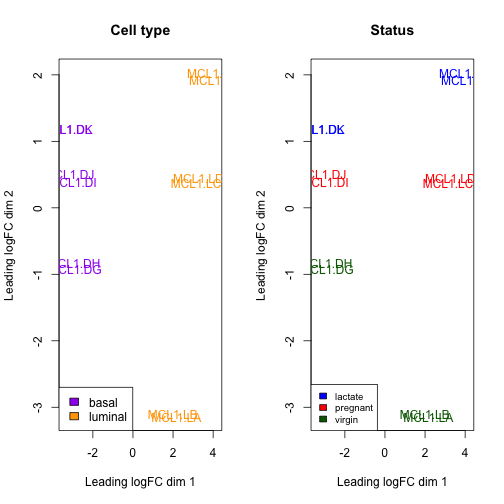 Cell type
2
1
0
-1
-2
-3
Leading logFC dim 2
MCL1.
MCL1.
L1.DK
CL1.DJ
CL1.DI
MCL1.LD
MCL1.LC
CL1.DH
CL1.DG
MCL1.LB
MCL1.LA
basal
luminal
-2
0
2
4
Leading logFC dim 1
Status
2
1
0
-1
-2
-3
Leading logFC dim 2
MCL1.
MCL1
L1.DK
CL1.DJ
CL1.DI
MCL1.LD
MCL1.LC
CL1.DH
CL1.DG
MCL1.LB
MCL1.LA
lactate
pregnant
virgin
-2
0
2
4
Leading logFC dim 1